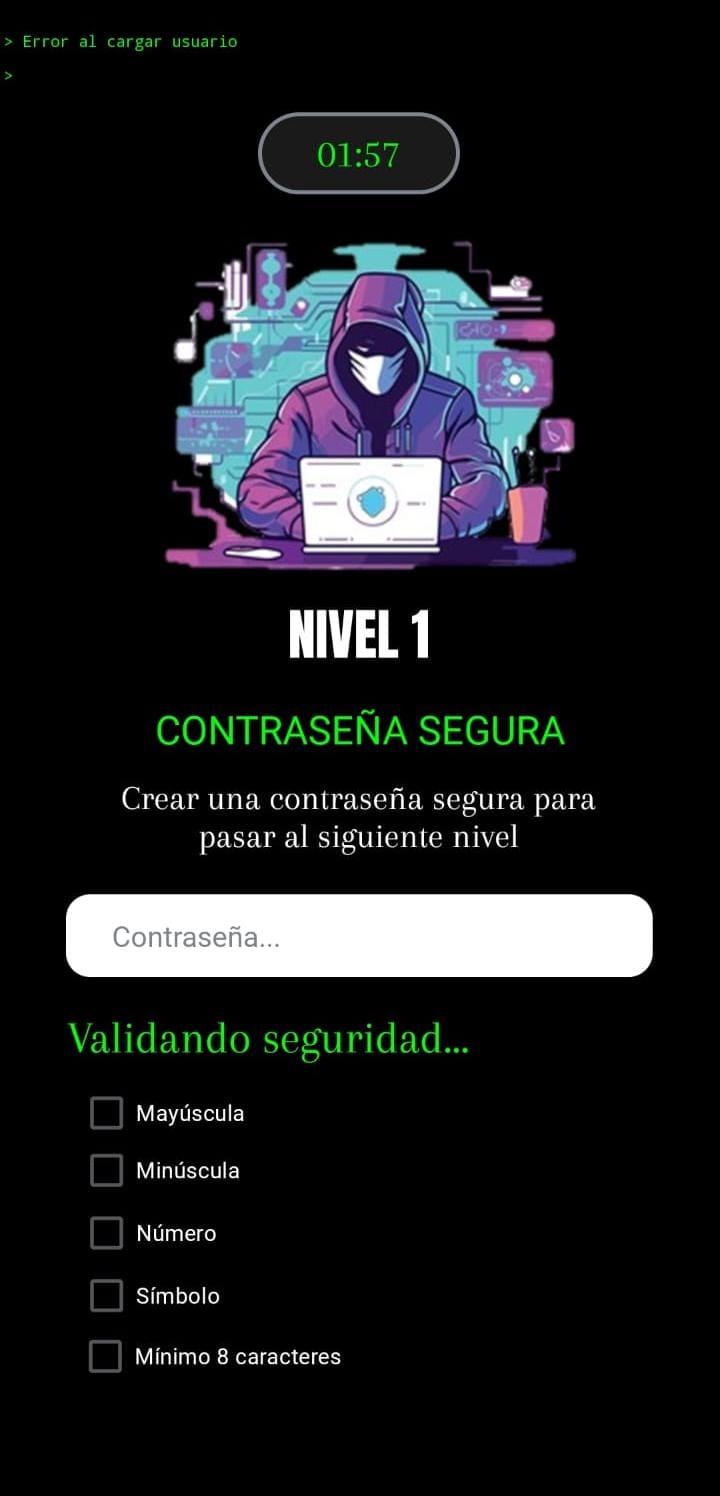 > Error al cargar usuario
>
01:57
NIVEL 1
CONTRASEÑA SEGURA
Crear una contraseña segura para
pasar al siguiente nivel
Contraseña...
Validando seguridad...
Mayúscula
Minúscula
Número
Símbolo
Mínimo 8 caracteres